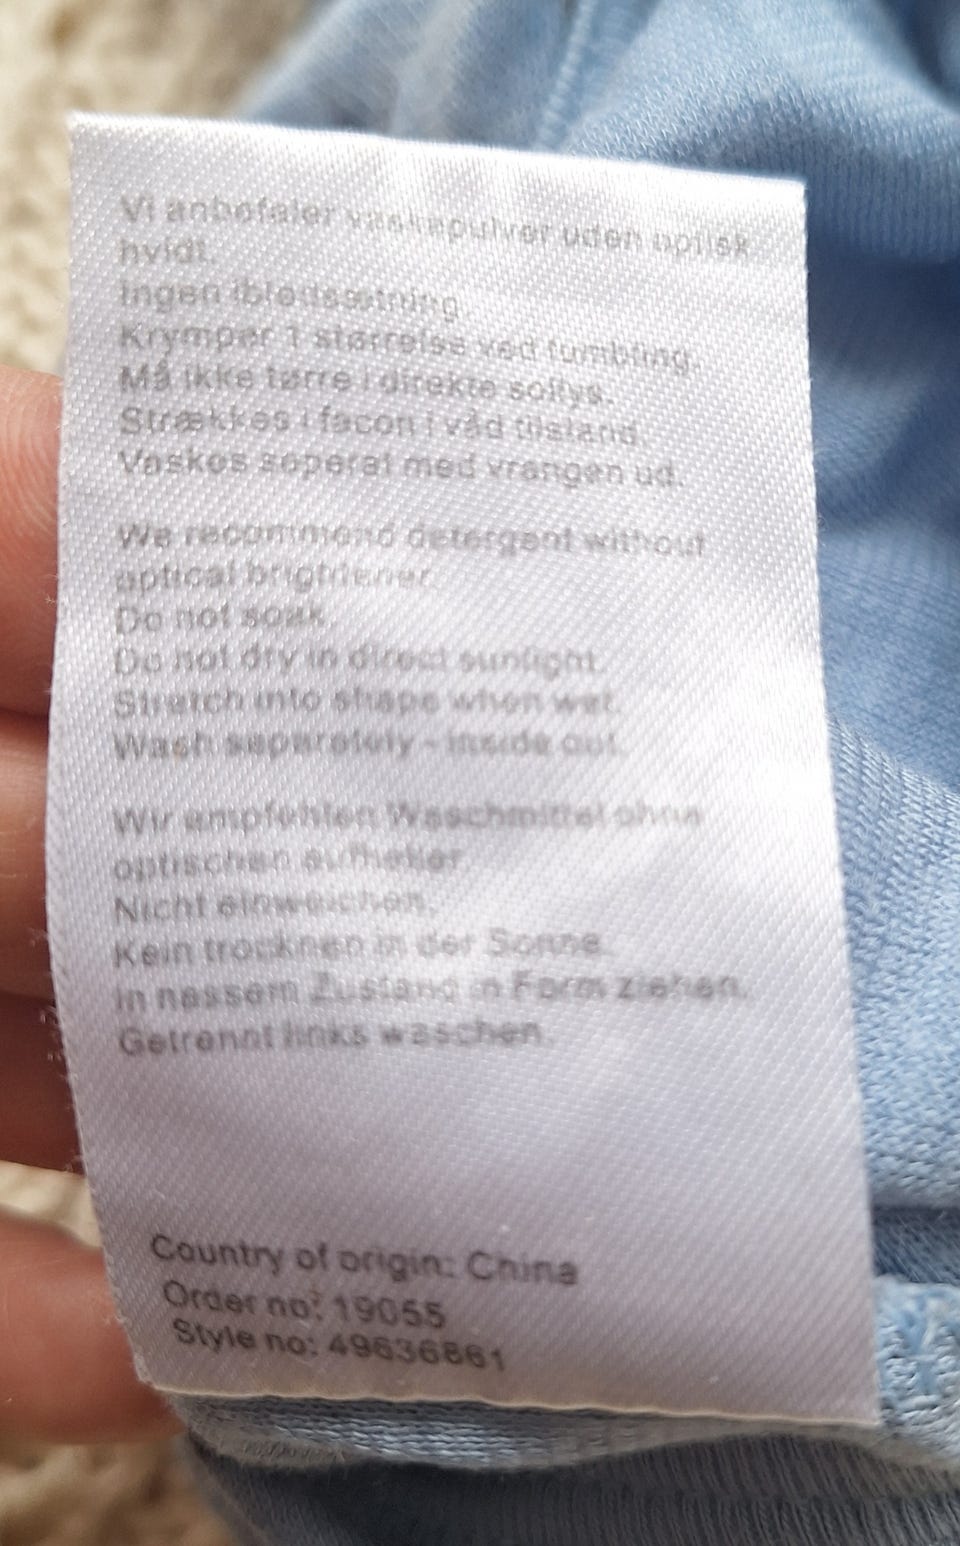 Vi anbefaler vaskepulver uden optisk
hvidt.
Ingen iblødsætning.
Krymper 1 størrelse ved tumbling.
Må ikke tørre i direkte sollys.
Strækkes i facon i våd tilstand.
Vaskes seperat med vrangen ud.
We recommend detergent without
optical brightener.
Do not soak.
Do not dry in direct sunlight.
Stretch into shape when wet.
Wash separately - inside out.
Wir empfehlen Waschmittel ohne
optischen aufheller.
Nicht einweichen.
Kein trocknen in der Sonne.
In nassem Zustand in Form ziehen.
Getrennt links waschen.
Country of origin: China
Order no: 19055
Style no: 49636861